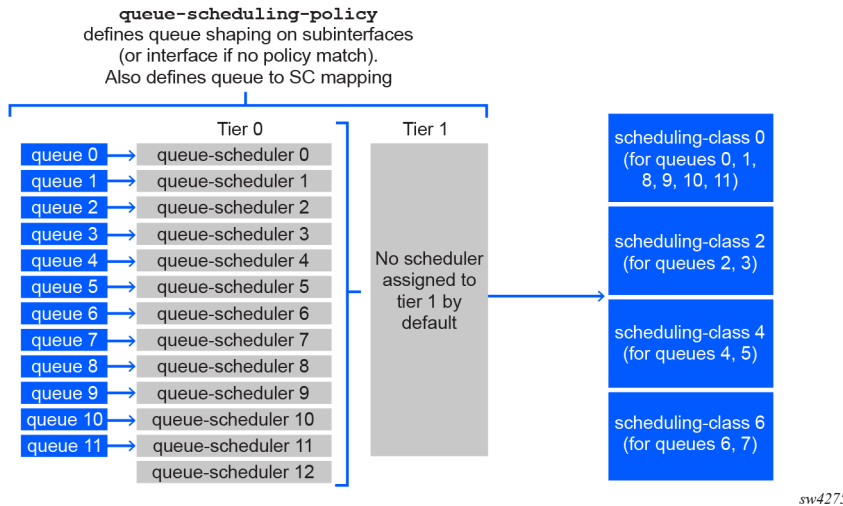 queue-scheduling-policy
defines queue shaping on subinterfaces
(or interface if no policy match).
Also defines queue to SC mapping
Tier 0
Tier 1
queue 0
queue-scheduler 0
queue 1
queue-scheduler 1
queue 2
queue-scheduler 2
queue 3
queue-scheduler 3
queue 4
queue-scheduler 4
queue 5
queue-scheduler 5
queue 6
queue-scheduler 6
queue 7
queue-scheduler 7
queue 8
queue-scheduler 8
queue 9
queue-scheduler 9
queue 10
queue-scheduler 10
queue 11
queue-scheduler 11
queue-scheduler 12
No scheduler
assigned to
tier 1 by
default
scheduling-class 0
(for queues 0, 1,
8, 9, 10, 11)
scheduling-class 2
(for queues 2, 3)
scheduling-class 4
(for queues 4, 5)
scheduling-class 6
(for queues 6, 7)